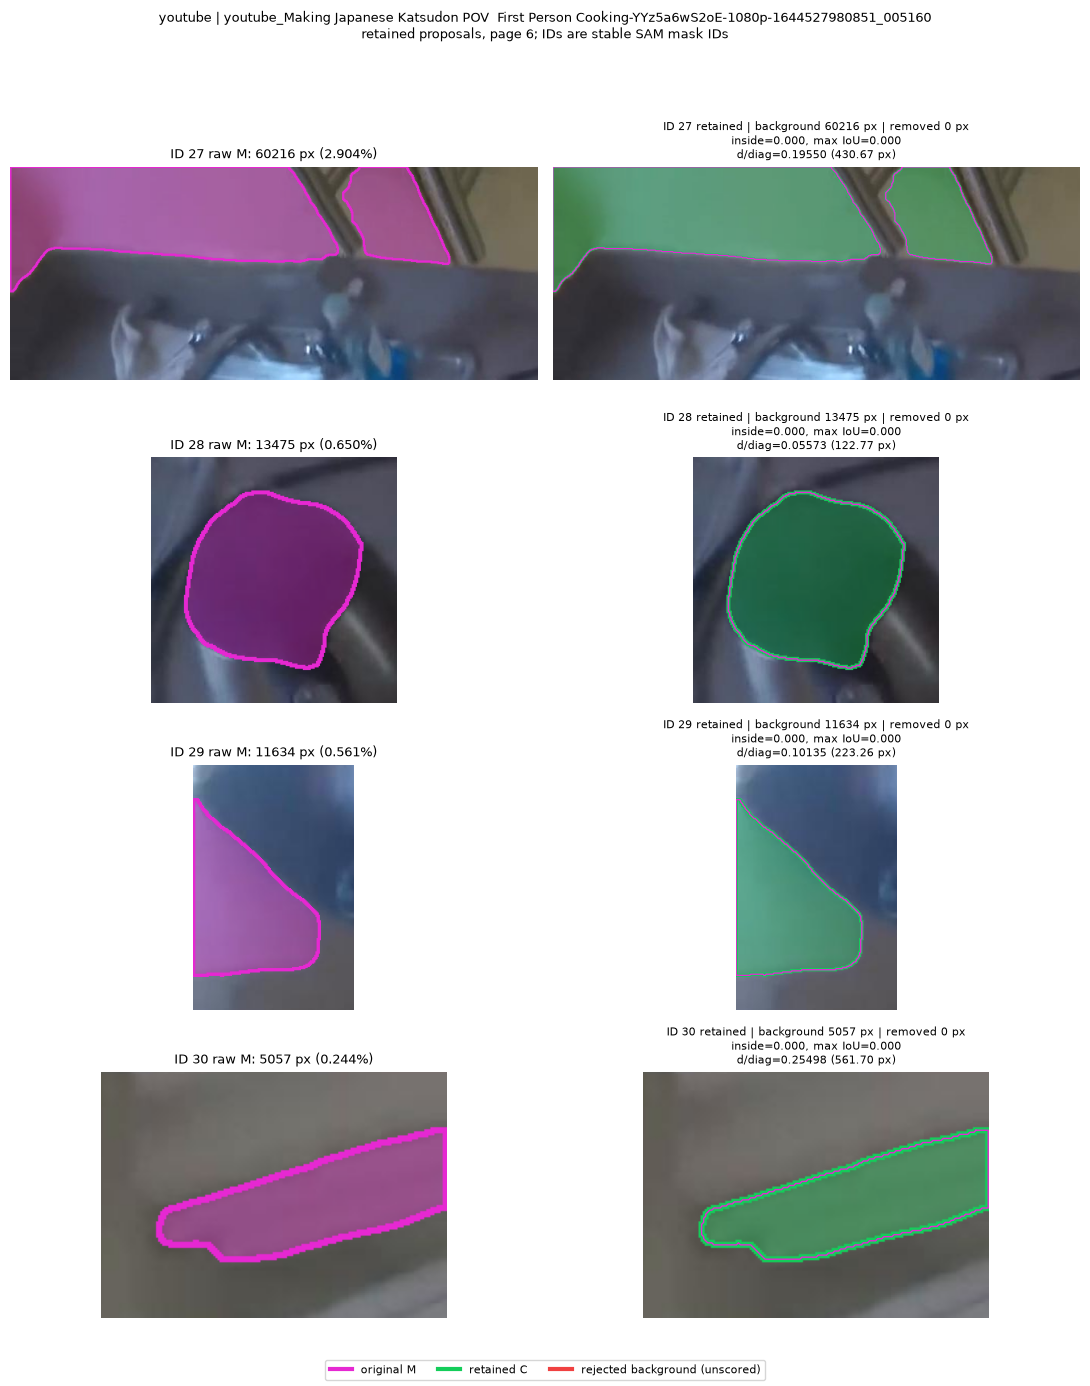 youtube | youtube_Making Japanese Katsudon POV  First Person Cooking-YYz5a6wS2oE-1080p-1644527980851_005160
retained proposals, page 6; IDs are stable SAM mask IDs
ID 27 raw M: 60216 px (2.904%)
ID 27 retained | background 60216 px | removed 0 px
inside=0.000, max IoU=0.000
d/diag=0.19550 (430.67 px)
ID 28 raw M: 13475 px (0.650%)
ID 28 retained | background 13475 px | removed 0 px
inside=0.000, max IoU=0.000
d/diag=0.05573 (122.77 px)
ID 29 raw M: 11634 px (0.561%)
ID 29 retained | background 11634 px | removed 0 px
inside=0.000, max IoU=0.000
d/diag=0.10135 (223.26 px)
ID 30 raw M: 5057 px (0.244%)
ID 30 retained | background 5057 px | removed 0 px
inside=0.000, max IoU=0.000
d/diag=0.25498 (561.70 px)
original M
retained C
rejected background (unscored)